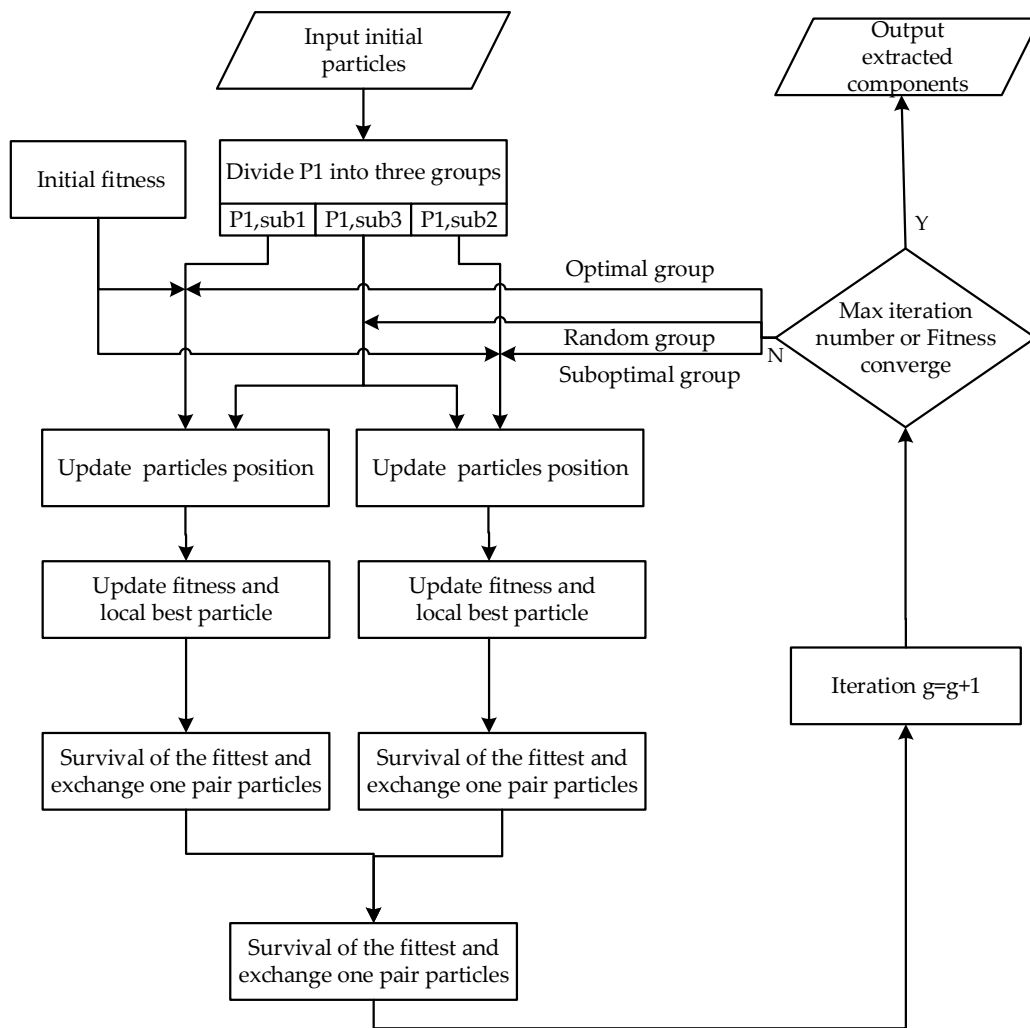 Input initial
particles
Output
extracted
components
Initial fitness
Divide P1 into three groups
P1,sub1
P1,sub3
P1,sub2
Y
Optimal group
Random group
N
Suboptimal group
Max iteration
number or Fitness
converge
Update particles position
Update particles position
Update fitness and
local best particle
Update fitness and
local best particle
Iteration g=g+1
Survival of the fittest and
exchange one pair particles
Survival of the fittest and
exchange one pair particles
Survival of the fittest and
exchange one pair particles